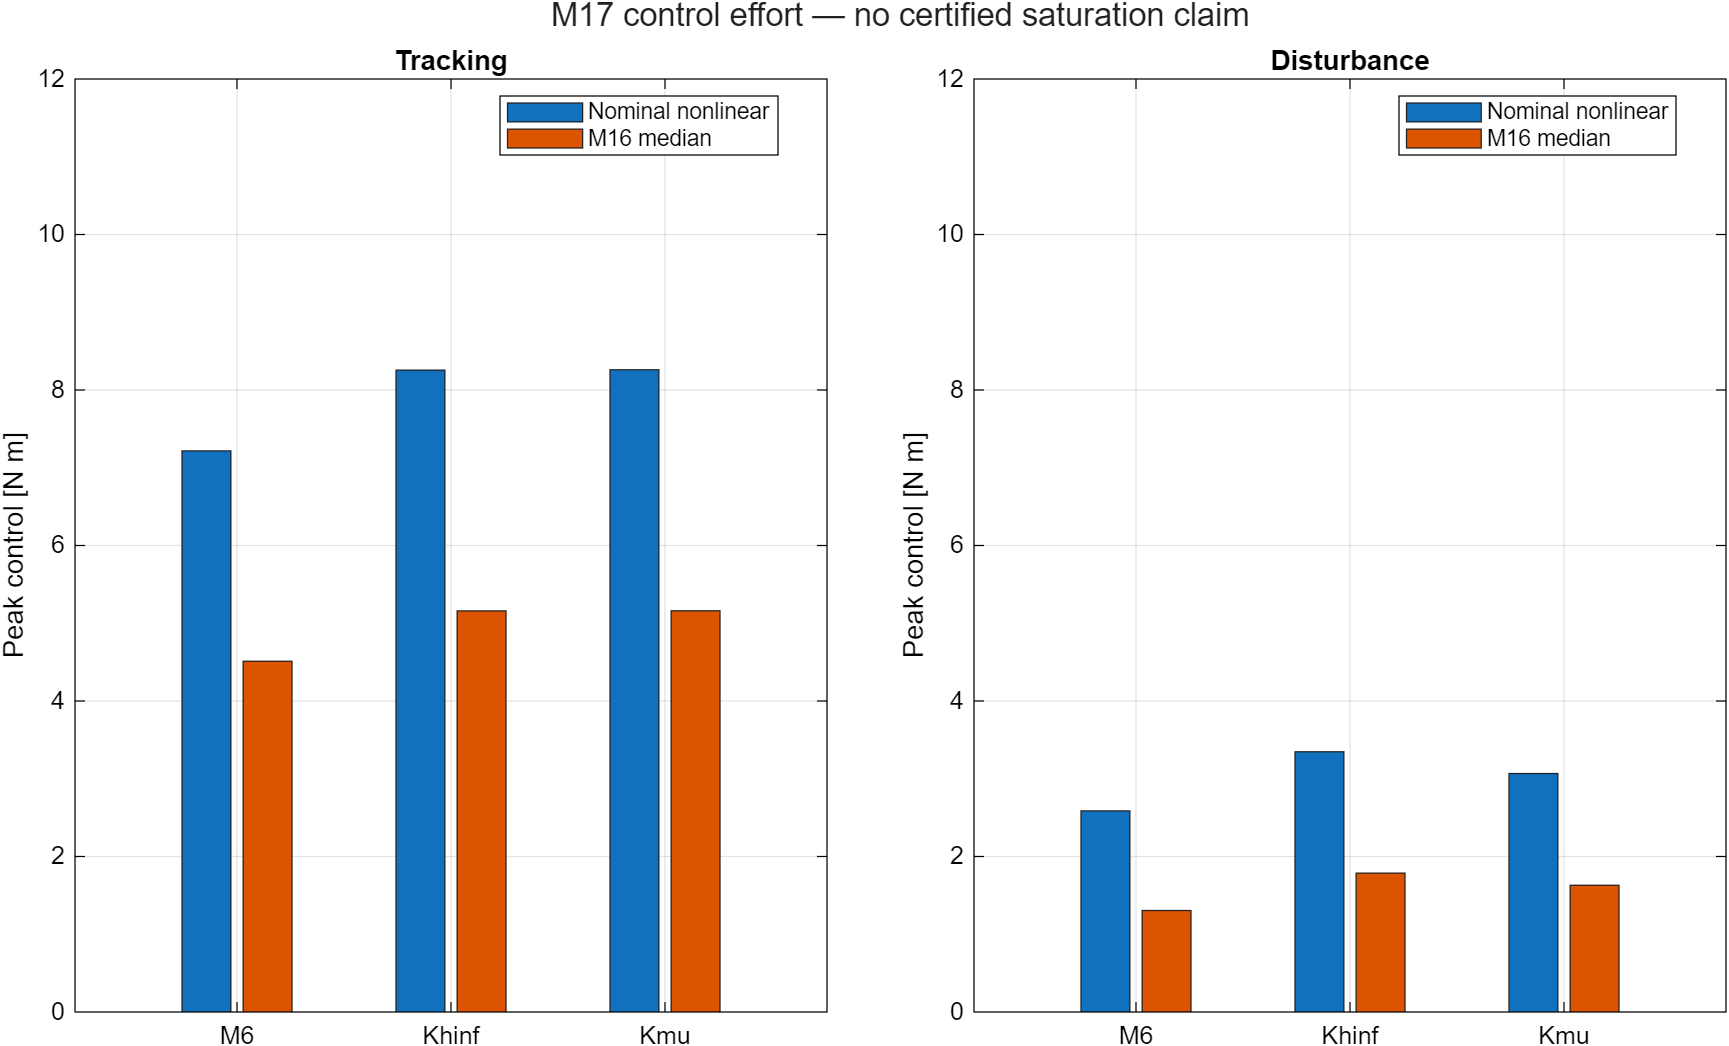 M17 control effort — no certified saturation claim
Tracking
Nominal nonlinear
M16 median
Peak control [N m]
12
10
8
6
4
2
0
M6
Khinf
Kmu
Disturbance
Nominal nonlinear
M16 median
Peak control [N m]
12
10
8
6
4
2
0
M6
Khinf
Kmu